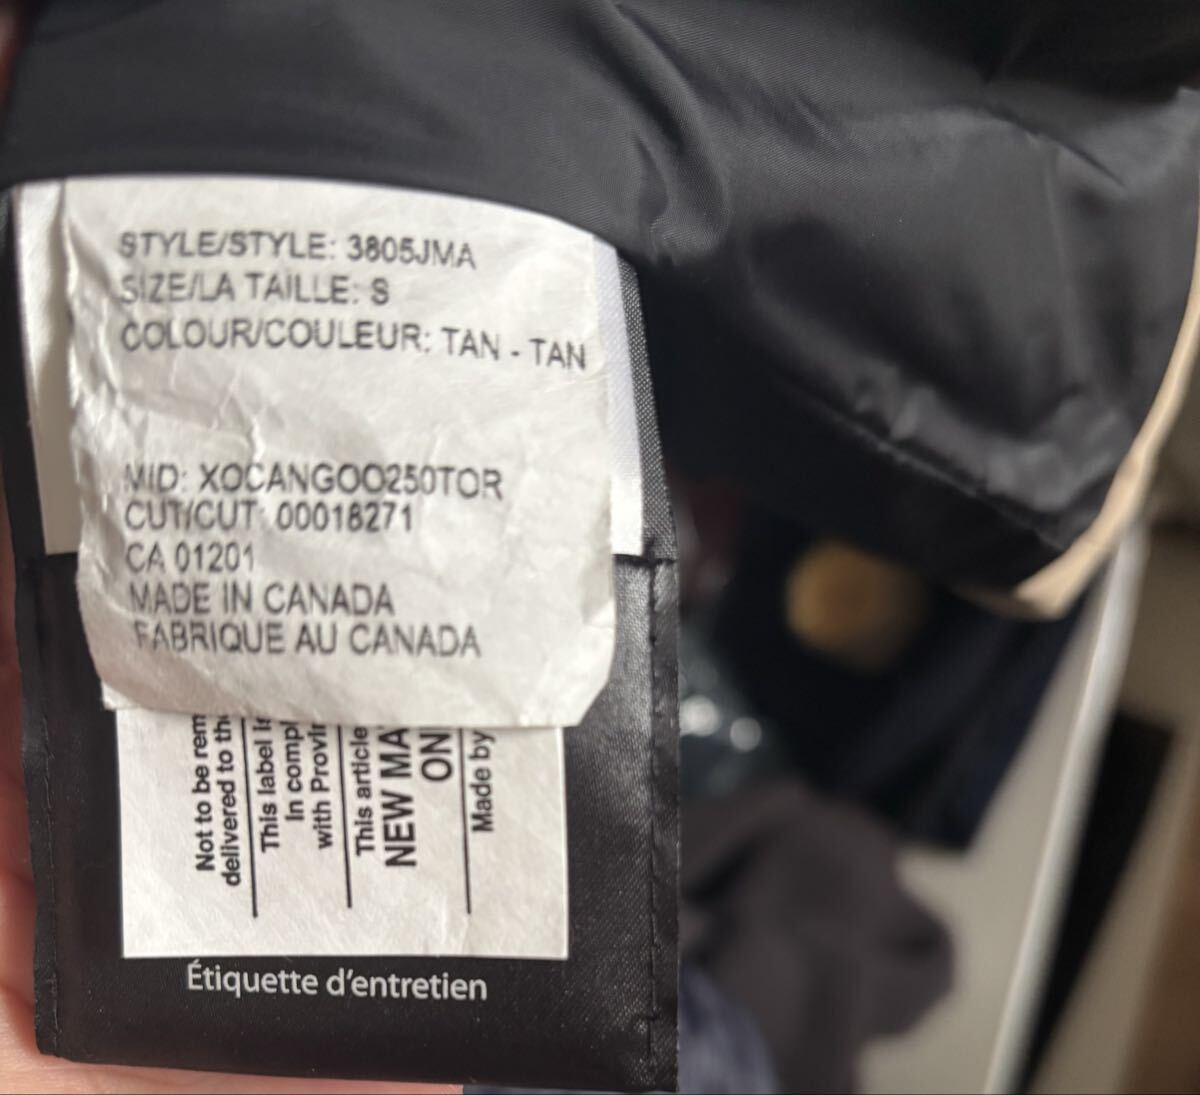 STYLE/STYLE: 3805JMA
SIZE/LA TAILLE: S
COLOUR/COULEUR: TAN - TAN
MID: XOCANGOO250TOR
CUT/CUT: 00018271
CA 01201
MADE IN CANADA
FABRIQUE AU CANADA
Not to be rem
delivered to the
This label is
In compl
with Provin
This article
NEW MA
ON
Made by
Étiquette d'entretien